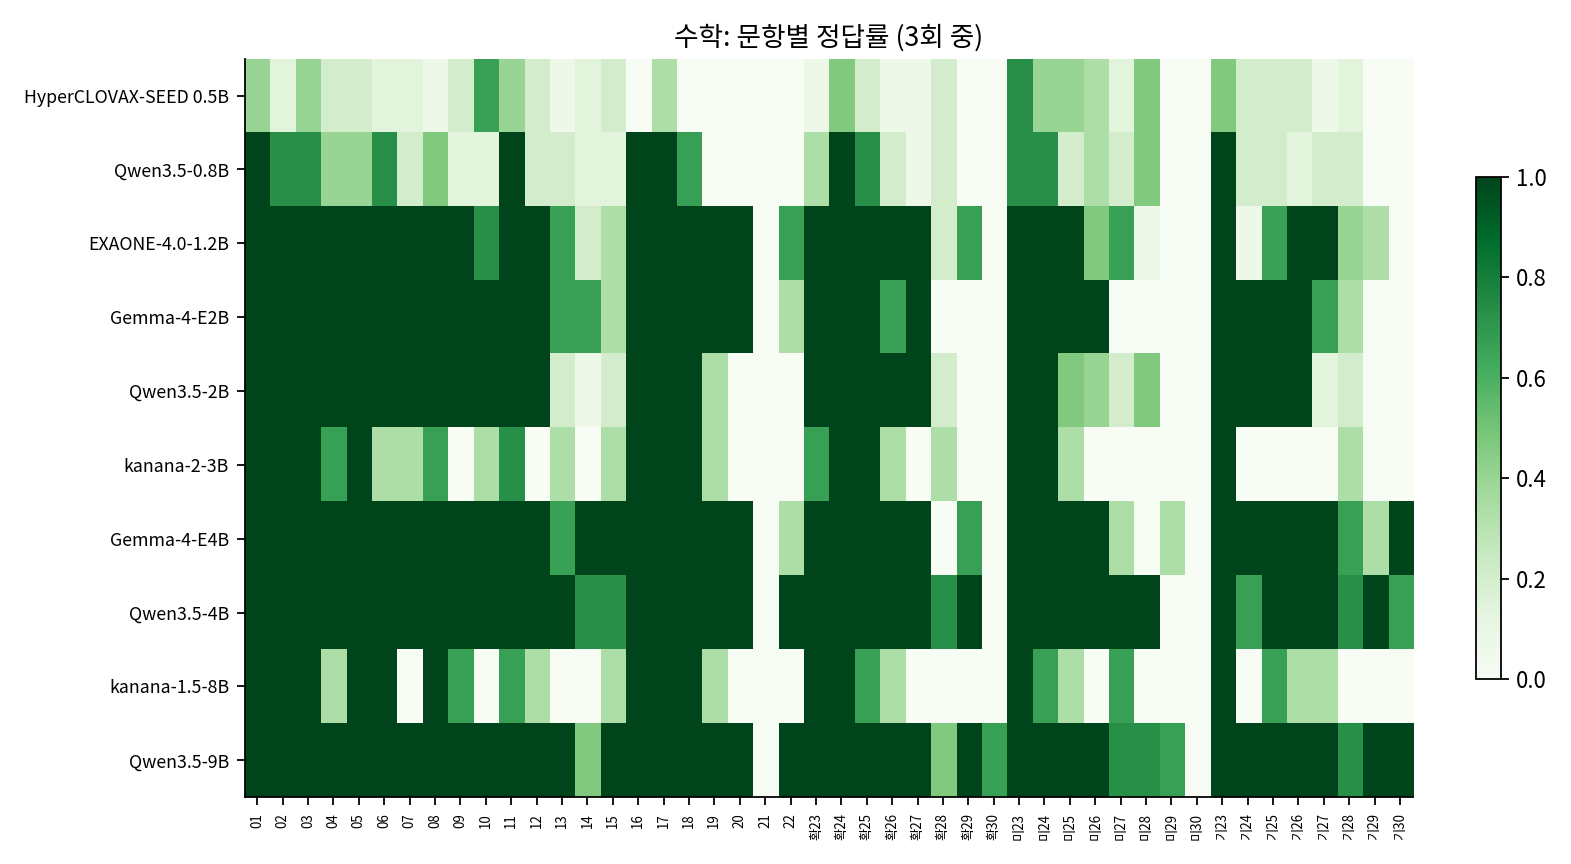 수학: 문항별 정답률 (3회 중)
HyperCLOVAX-SEED 0.5B
Qwen3.5-0.8B
EXAONE-4.0-1.2B
Gemma-4-E2B
Qwen3.5-2B
kanana-2-3B
Gemma-4-E4B
Qwen3.5-4B
kanana-1.5-8B
Qwen3.5-9B
01 02 03 04 05 06 07 08 09 10 11 12 13 14 15 16 17 18 19 20 21 22 확23 확24 확25 확26 확27 확28 확29 확30 미23 미24 미25 미26 미27 미28 미29 미30 기23 기24 기25 기26 기27 기28 기29 기30
1.0
0.8
0.6
0.4
0.2
0.0